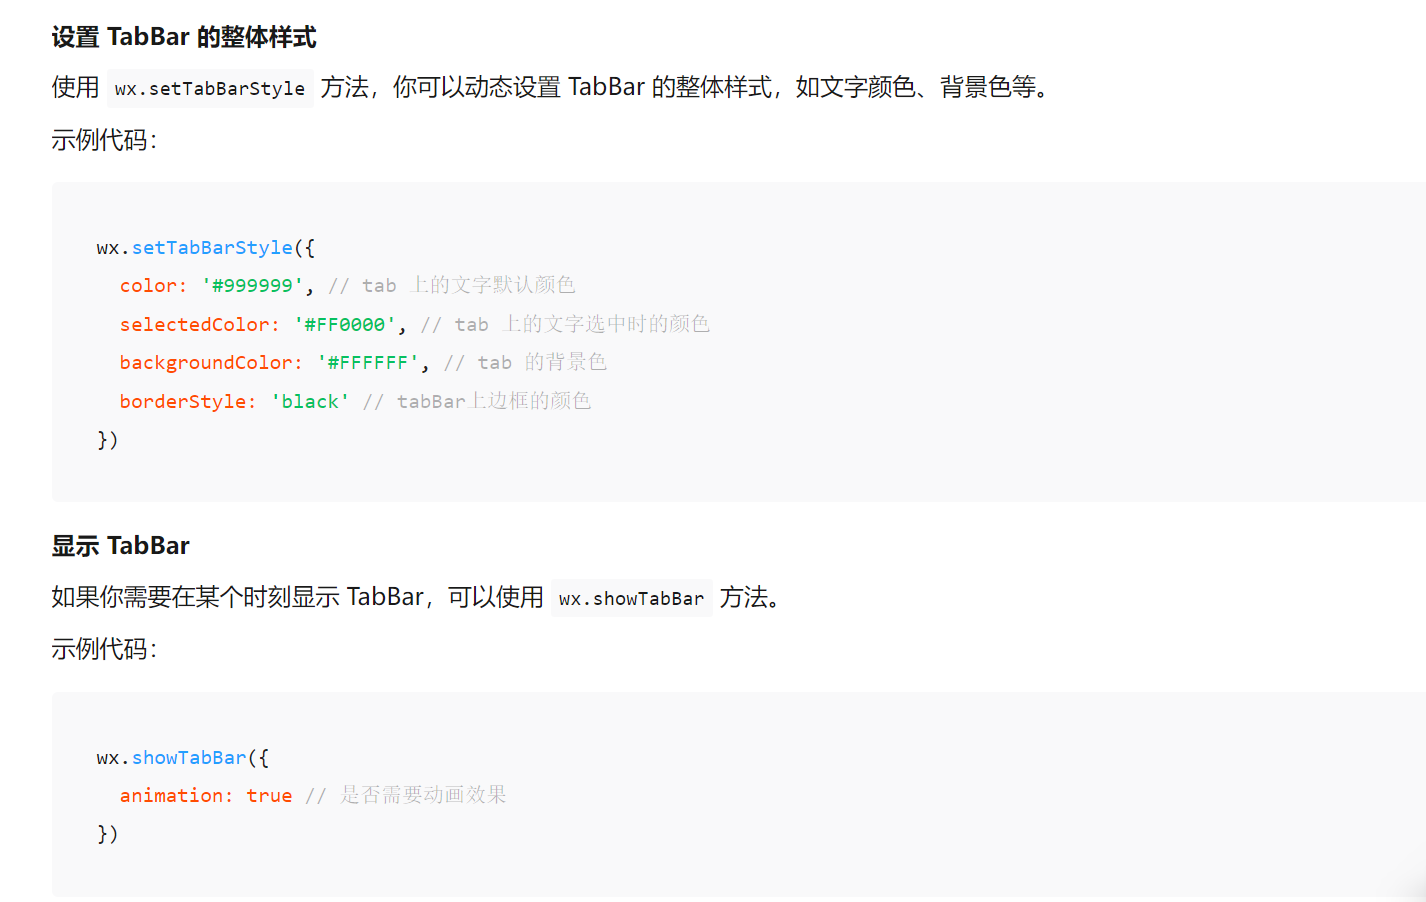 设置 TabBar 的整体样式
使用 wx.setTabBarStyle 方法，你可以动态设置 TabBar 的整体样式，如文字颜色、背景色等。
示例代码：
wx.setTabBarStyle({
  color: '#999999', // tab 上的文字默认颜色
  selectedColor: '#FF0000', // tab 上的文字选中时的颜色
  backgroundColor: '#FFFFFF', // tab 的背景色
  borderStyle: 'black' // tabBar上边框的颜色
})
显示 TabBar
如果你需要在某个时刻显示 TabBar，可以使用 wx.showTabBar 方法。
示例代码：
wx.showTabBar({
  animation: true // 是否需要动画效果
})